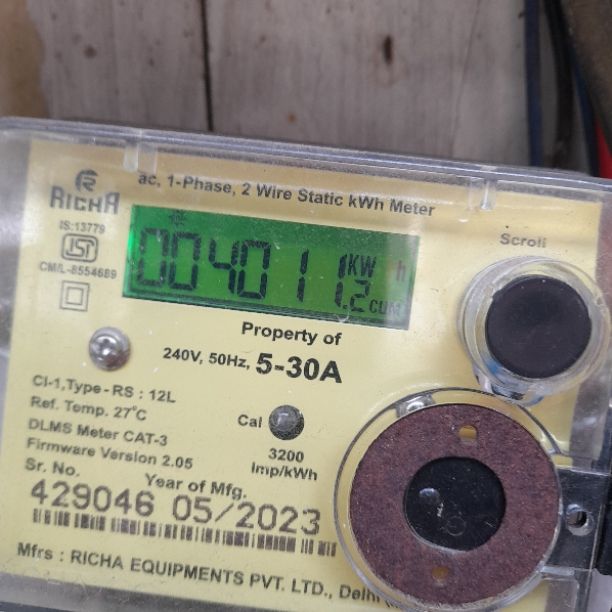 RICHA
ac, 1-Phase, 2 Wire Static kWh Meter
IS:13779
ISI
CM/L-8554689
004011.2 KW h
CUM
Scroll
Property of
240V, 50Hz, 5-30A
Cl-1,Type - RS : 12L
Ref. Temp. 27°C
DLMS Meter CAT-3
Firmware Version 2.05
Cal
3200
Imp/kWh
Sr. No. Year of Mfg.
429046 05/2023
Mfrs : RICHA EQUIPMENTS PVT. LTD., Delhi